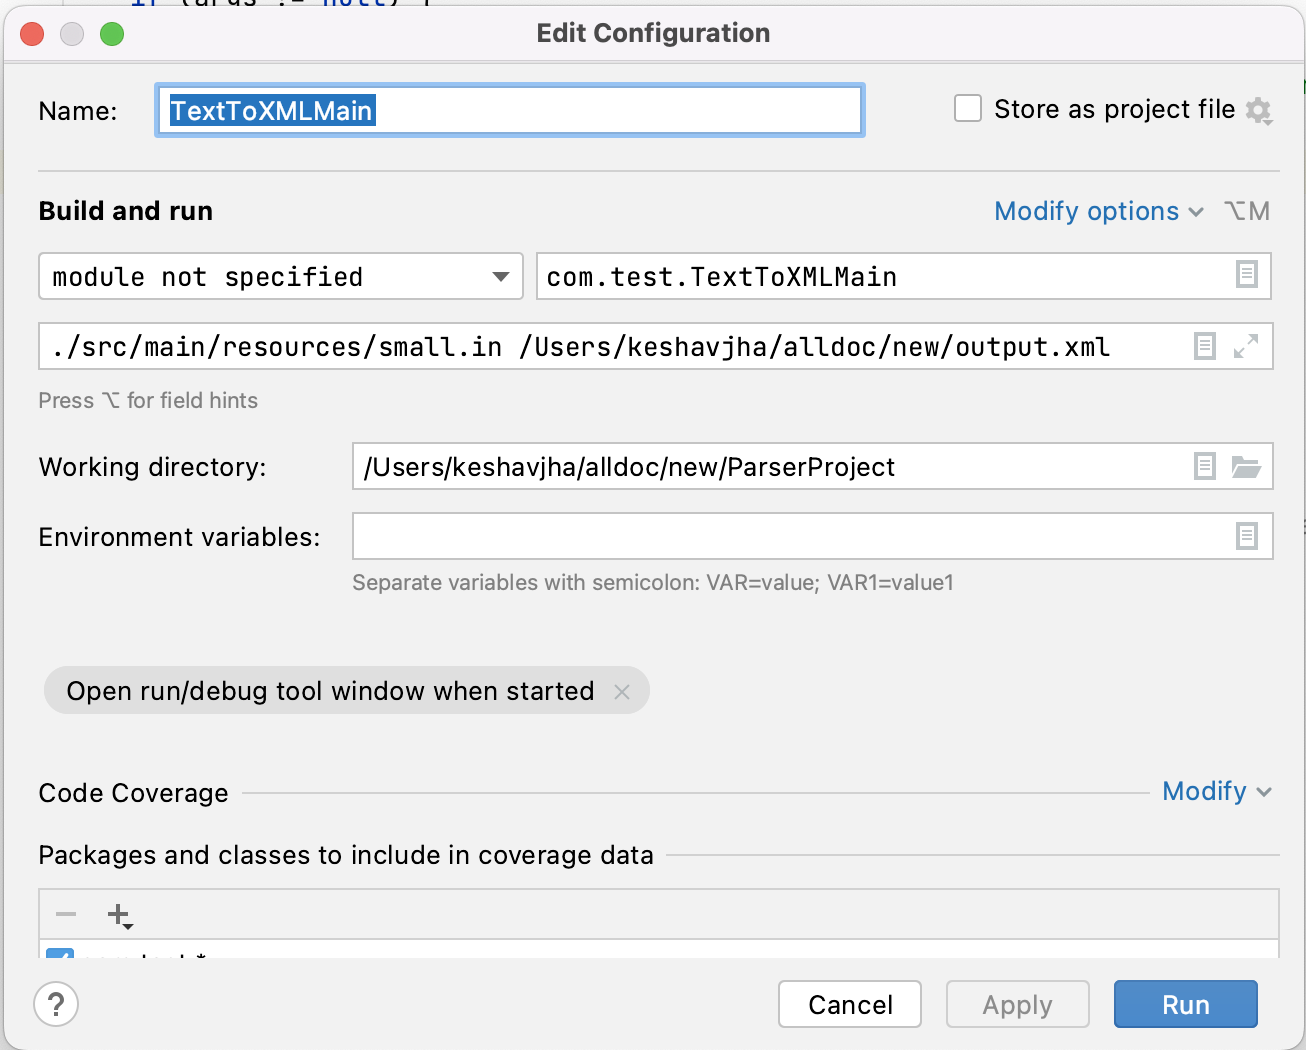 Edit Configuration
Name: TextToXMLMain Store as project file
Build and run Modify options ⌥M
module not specified com.test.TextToXMLMain
./src/main/resources/small.in /Users/keshavjha/alldoc/new/output.xml
Press ⌥ for field hints
Working directory: /Users/keshavjha/alldoc/new/ParserProject
Environment variables:
Separate variables with semicolon: VAR=value; VAR1=value1
Open run/debug tool window when started
Code Coverage Modify
Packages and classes to include in coverage data
? Cancel Apply Run